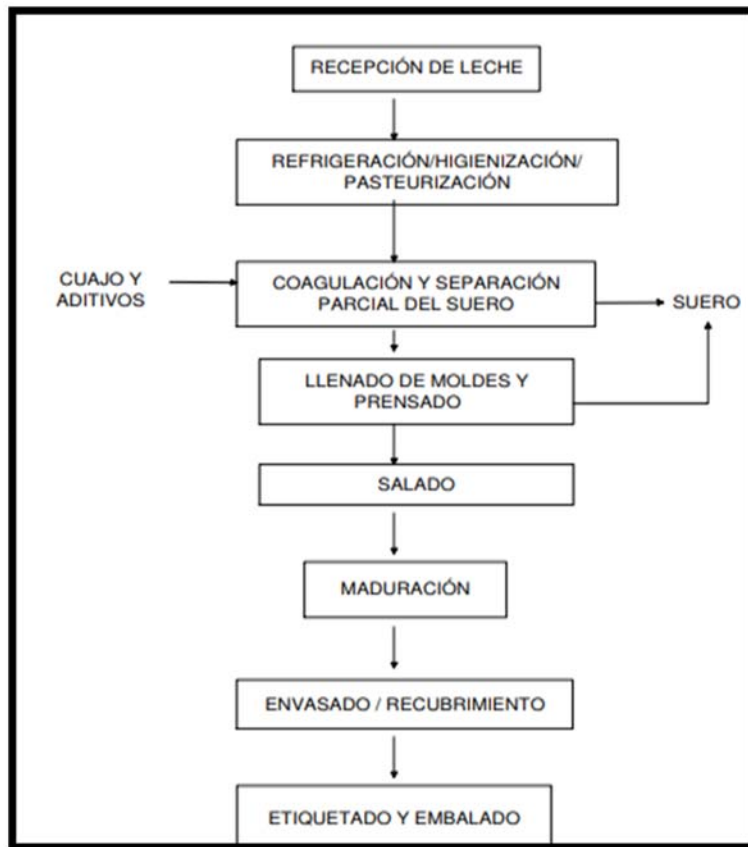 RECEPCIÓN DE LECHE
REFRIGERACIÓN/HIGIENIZACIÓN/
PASTEURIZACIÓN
CUAJO Y
ADITIVOS
COAGULACIÓN Y SEPARACIÓN
PARCIAL DEL SUERO
SUERO
LLENADO DE MOLDES Y
PRENSADO
SALADO
MADURACIÓN
ENVASADO / RECUBRIMIENTO
ETIQUETADO Y EMBALADO